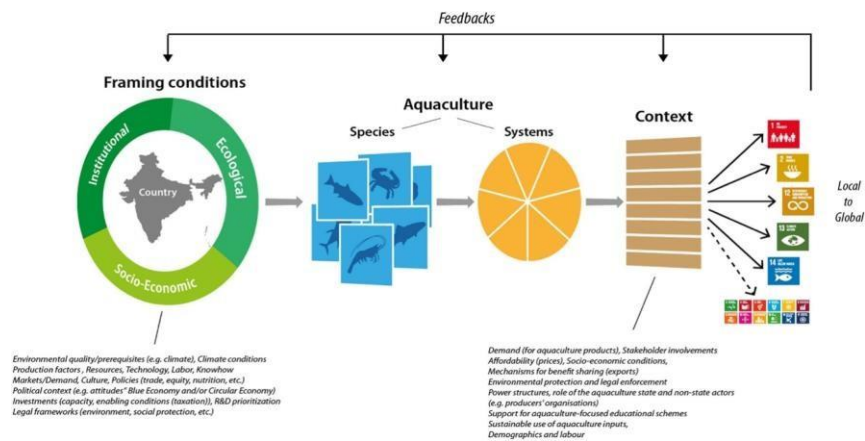 Feedbacks
Framing conditions
Institutional
Ecological
Country
Socio-Economic
Aquaculture
Species
Systems
Context
1
2
12
13
14
Local
to
Global
Environmental quality/prerequisites (e.g. climate), Climate conditions
Production factors , Resources, Technology, Labor, Knowhow
Markets/Demand, Culture, Policies (trade, equity, nutrition, etc.)
Political context (e.g. attitudes" Blue Economy and/or Circular Economy)
Investments (capacity, enabling conditions (taxation)), R&D prioritization
Legal frameworks (environment, social protection, etc.)
Demand (for aquaculture products), Stakeholder involvements
Affordability (prices), Socio-economic conditions,
Mechanisms for benefit sharing (exports)
Environmental protection and legal enforcement
Power structures, role of the aquaculture state and non-state actors
(e.g. producers' organisations)
Support for aquaculture-focused educational schemes
Sustainable use of aquaculture inputs,
Demographics and labour